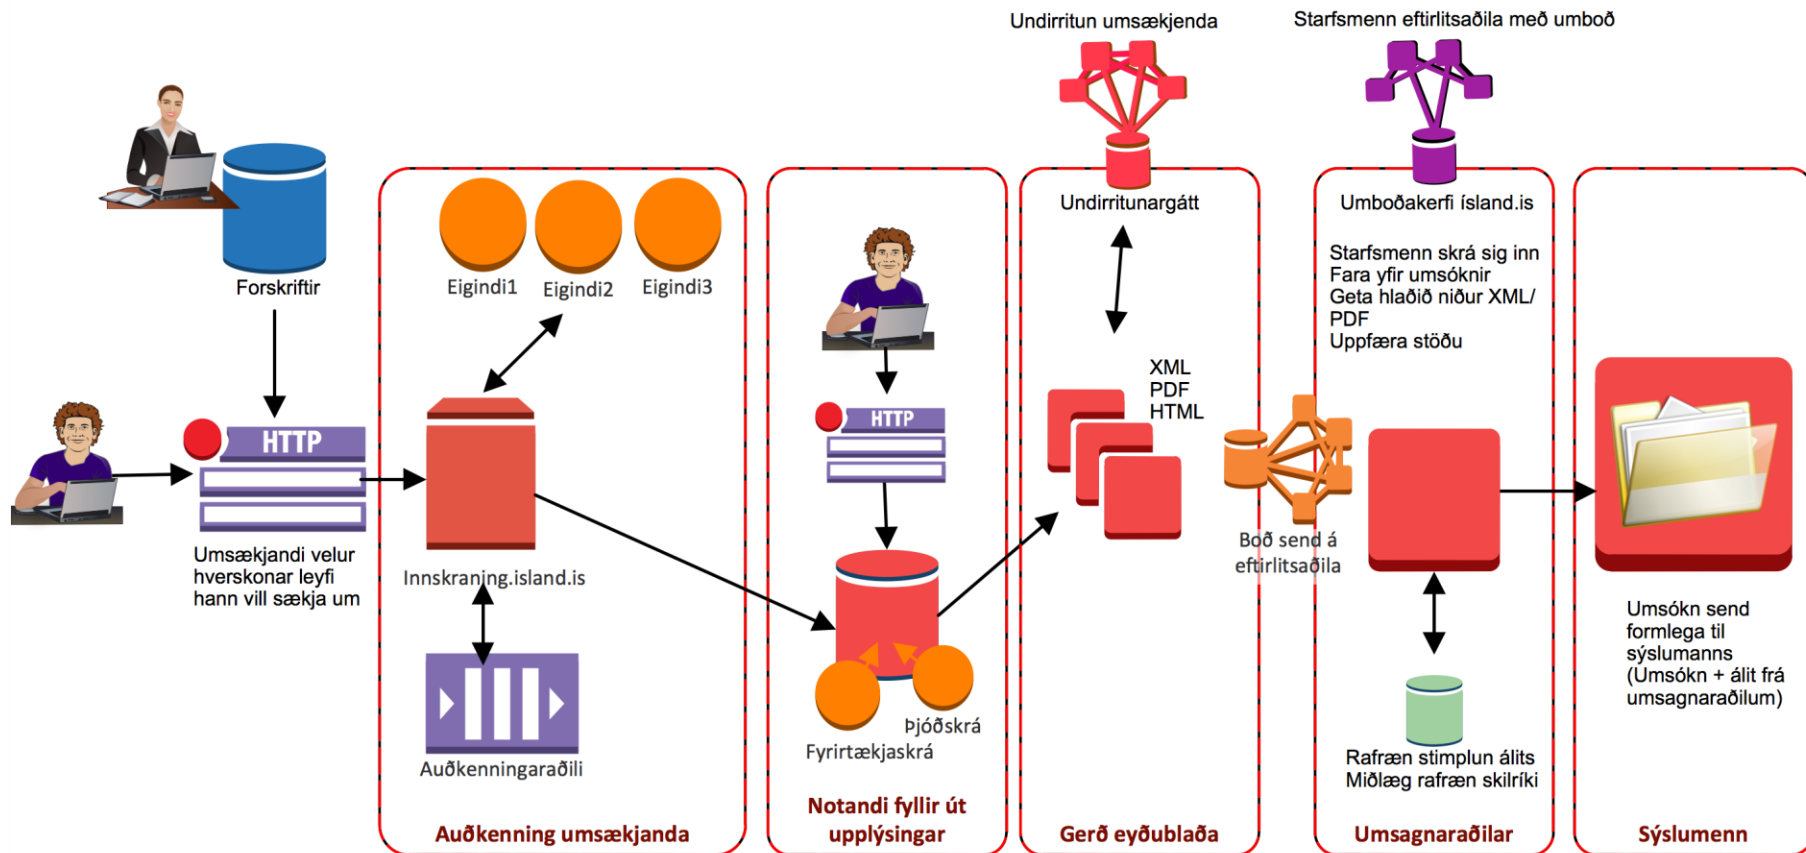 Undirritun umsækjenda
Starfsmenn eftirlitsaðila með umboð
Forskriftir
HTTP
Umsækjandi velur
hverskonar leyfi
hann vill sækja um
Eigindi1
Eigindi2
Eigindi3
Innskraning.island.is
Auðkenningaraðili
Auðkenning umsækjanda
HTTP
Þjóðskrá
Fyrirtækjaskrá
Notandi fyllir út
upplýsingar
Undirritunargátt
XML
PDF
HTML
Gerð eyðublaða
Boð send á
eftirlitsaðila
Umboðakerfi ísland.is
Starfsmenn skrá sig inn
Fara yfir umsóknir
Geta hlaðið niður XML/
PDF
Uppfæra stöðu
Rafræn stimplun álits
Miðlæg rafræn skilríki
Umsagnaraðilar
Umsókn send
formlega til
sýslumanns
(Umsókn + álit frá
umsagnaraðilum)
Sýslumenn